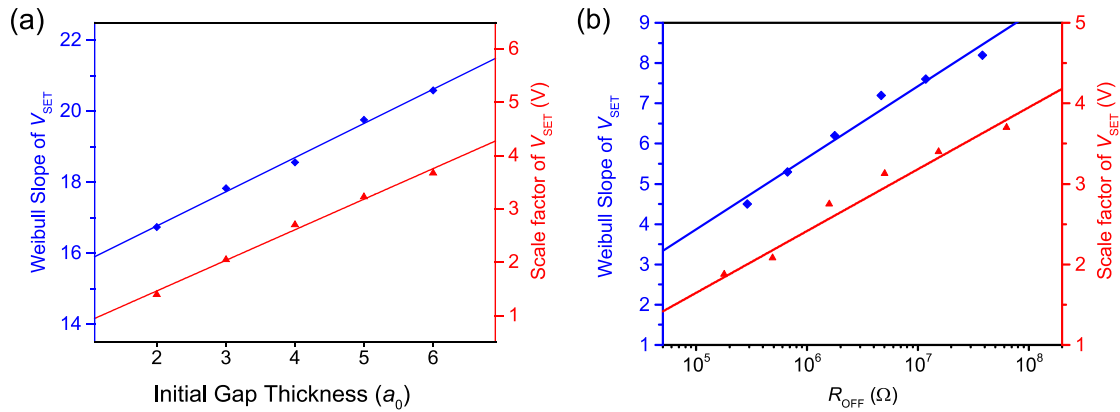 (a)
Weibull Slope of V_SET
22
20
18
16
14
2 3 4 5 6
Initial Gap Thickness (a_0)
6
5
4
3
2
1
Scale factor of V_SET (V)
(b)
Weibull Slope of V_SET
9
8
7
6
5
4
3
2
1
10^5 10^6 10^7 10^8
R_OFF (Ω)
5
4
3
2
1
Scale factor of V_SET (V)